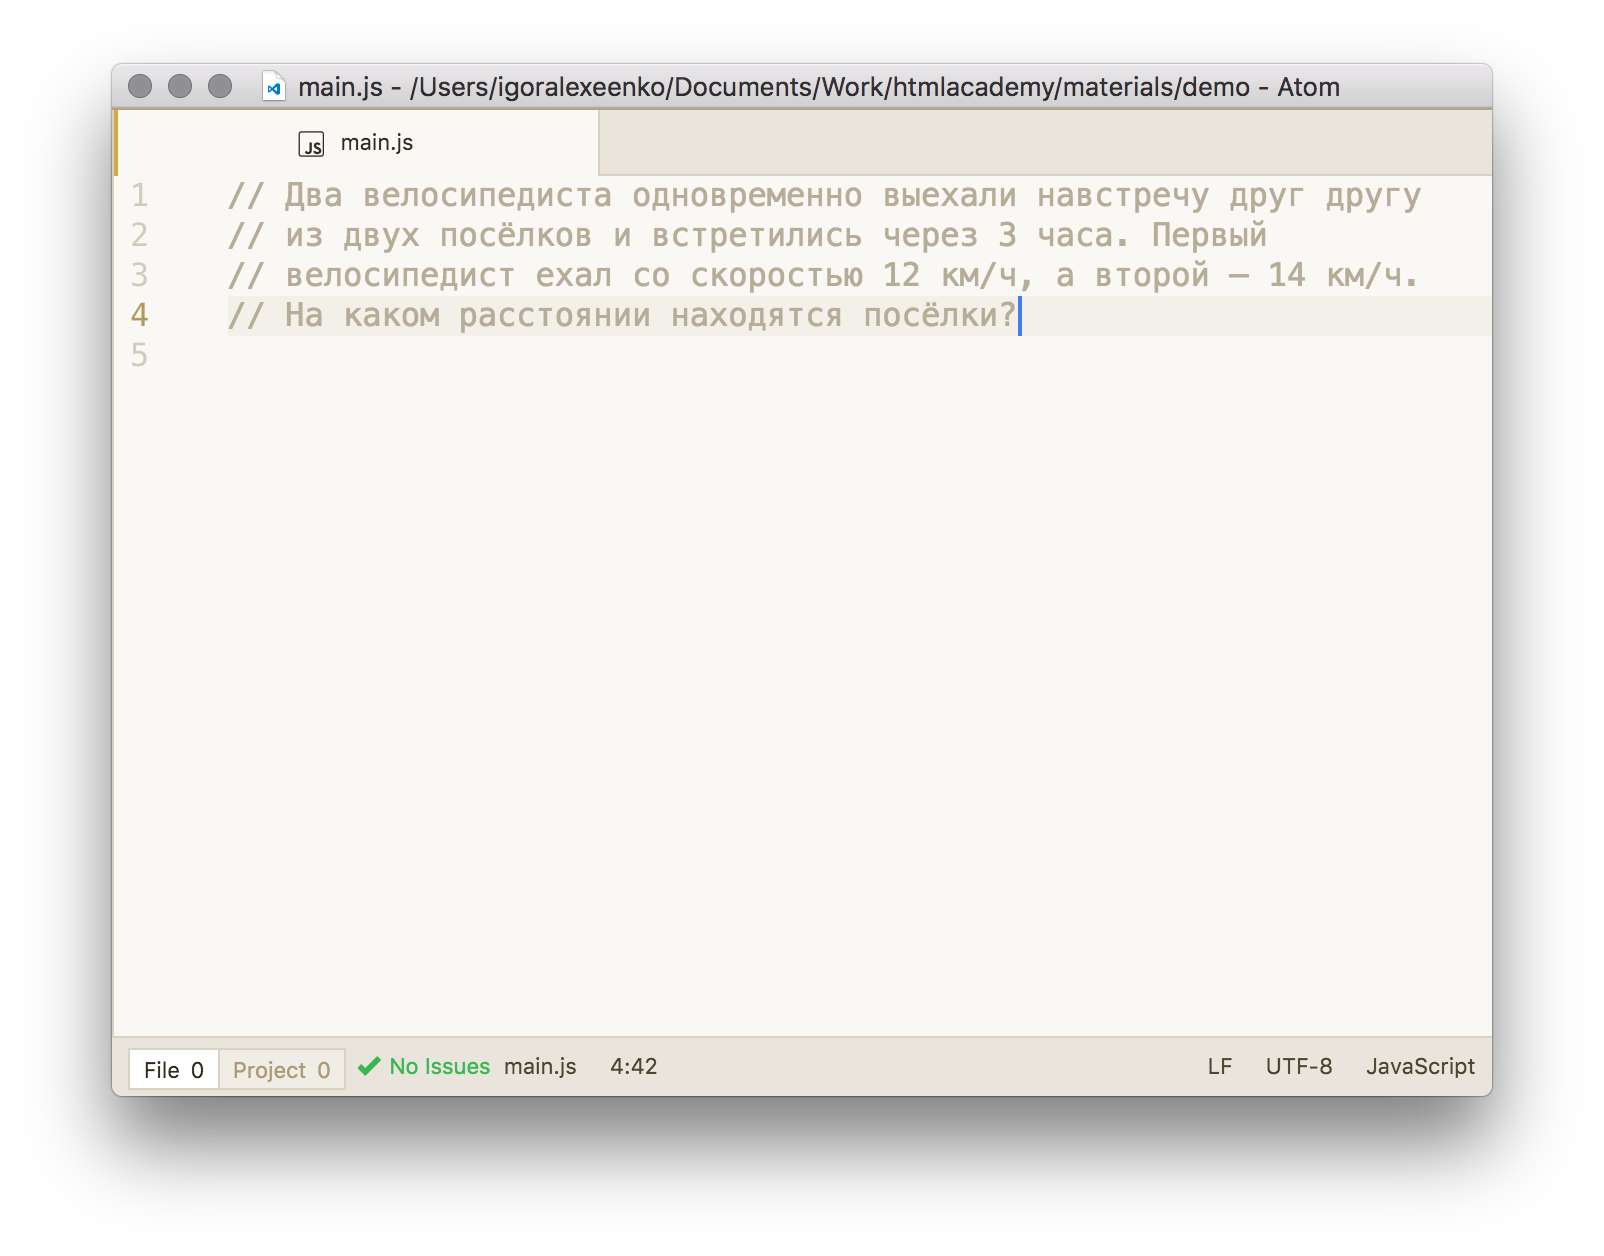 main.js - /Users/igoralexeenko/Documents/Work/htmlacademy/materials/demo - Atom
JS main.js
1 // Два велосипедиста одновременно выехали навстречу друг другу
2 // из двух посёлков и встретились через 3 часа. Первый
3 // велосипедист ехал со скоростью 12 км/ч, а второй — 14 км/ч.
4 // На каком расстоянии находятся посёлки?
5
File 0 Project 0 No Issues main.js 4:42 LF UTF-8 JavaScript